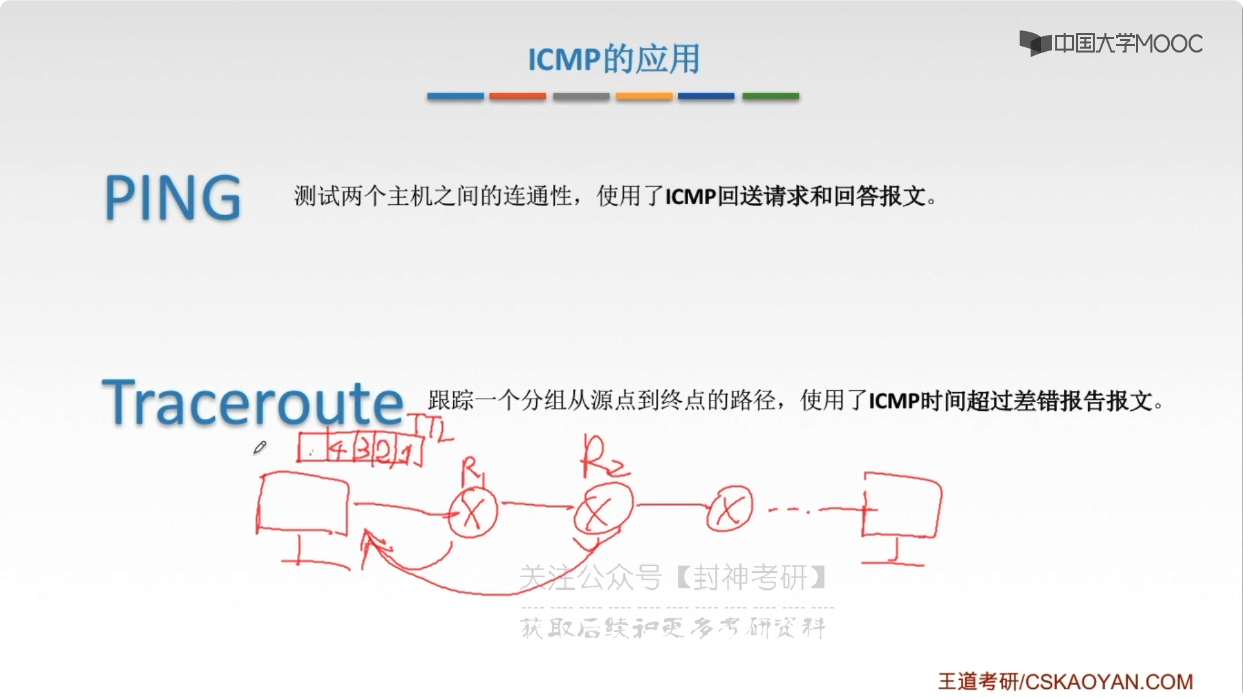 中国大学MOOC
ICMP的应用
PING 测试两个主机之间的连通性，使用了ICMP回送请求和回答报文。
Traceroute 跟踪一个分组从源点到终点的路径，使用了ICMP时间超过差错报告报文。
TTL
4 3 2 1
R1
R2
关注公众号【封神考研】
获取后续和更多考研资料
王道考研/CSKAOYAN.COM